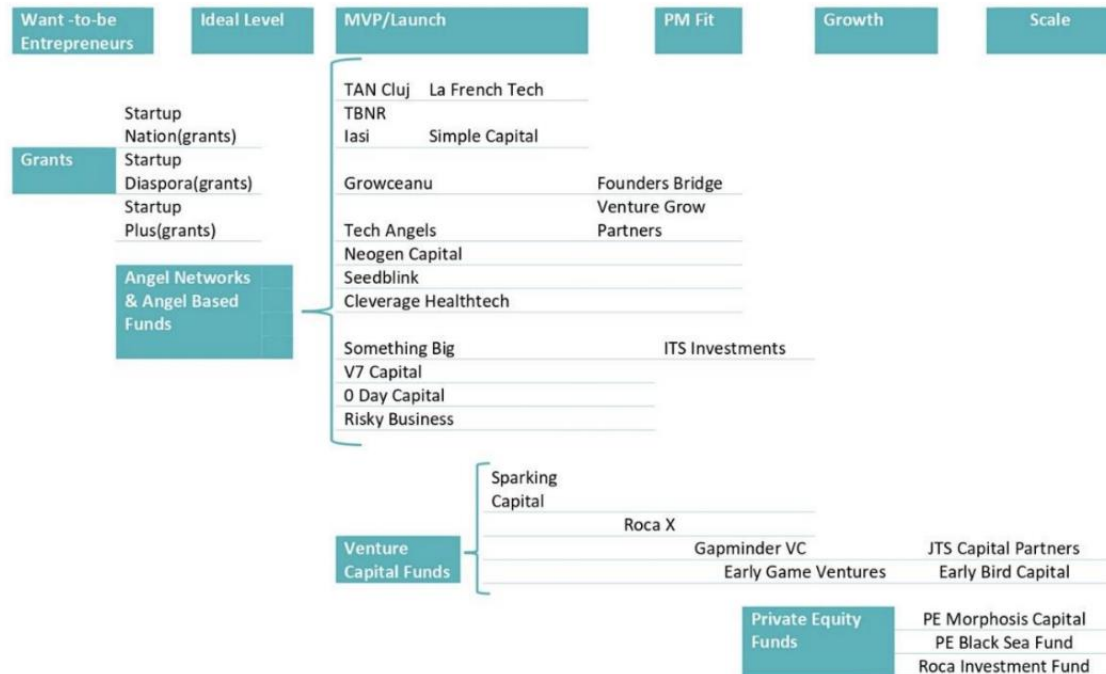 Want -to-be Entrepreneurs
Ideal Level
MVP/Launch
PM Fit
Growth
Scale
TAN Cluj La French Tech
TBNR
Iasi Simple Capital
Startup
Nation(grants)
Grants
Startup
Diaspora(grants)
Startup
Plus(grants)
Growceanu Founders Bridge
Venture Grow
Tech Angels Partners
Neogen Capital
Seedblink
Cleverage Healthtech
Angel Networks
& Angel Based
Funds
Something Big ITS Investments
V7 Capital
0 Day Capital
Risky Business
Sparking
Capital
Roca X
Venture
Capital Funds
Gapminder VC JTS Capital Partners
Early Game Ventures Early Bird Capital
Private Equity
Funds
PE Morphosis Capital
PE Black Sea Fund
Roca Investment Fund